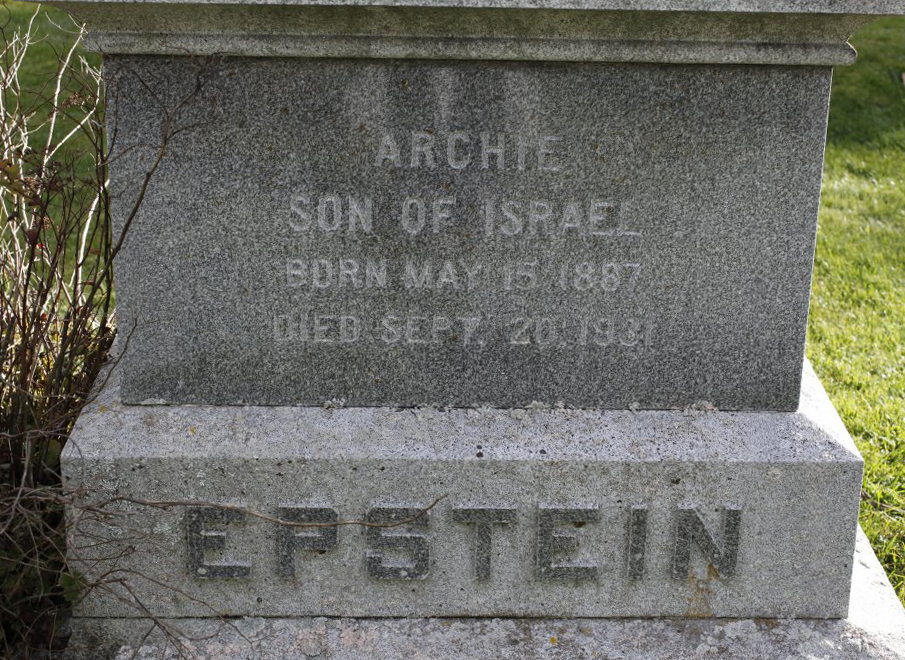 ARCHIE
SON OF ISRAEL
BORN MAY 15 1887
DIED SEPT. 20. 1931
EPSTEIN